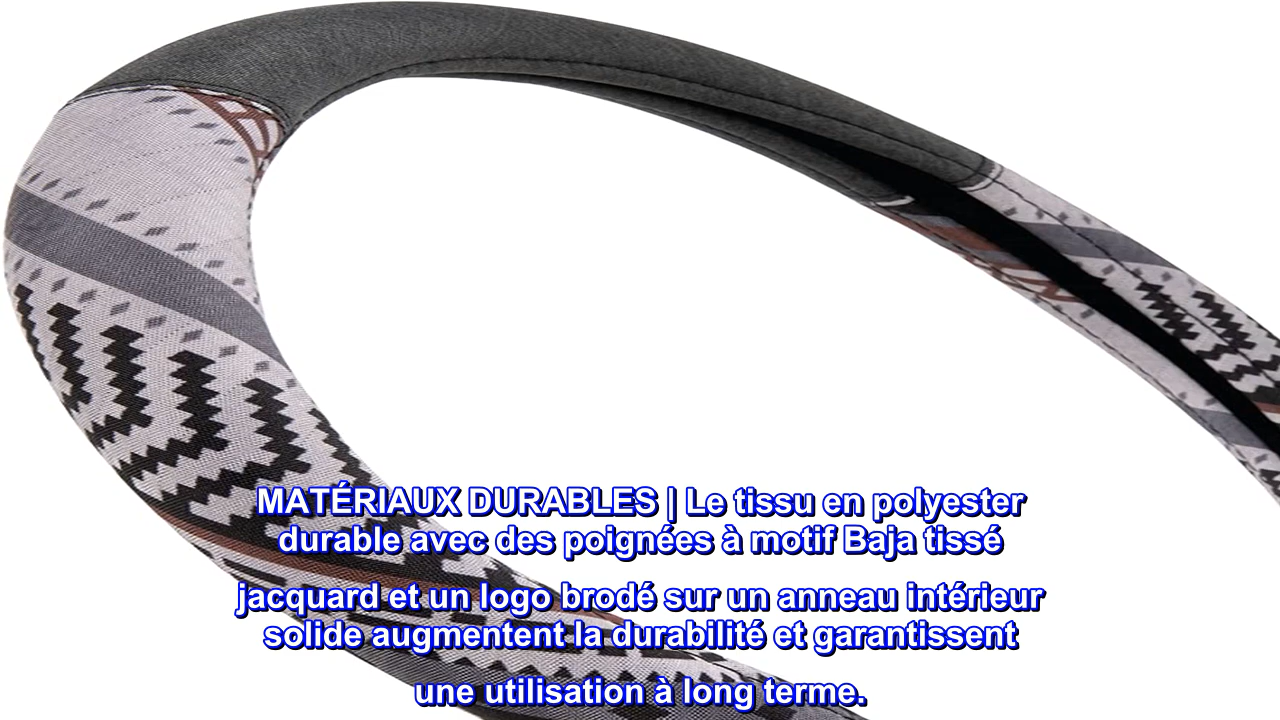 MATÉRIAUX DURABLES | Le tissu en polyester
durable avec des poignées à motif Baja tissé
jacquard et un logo brodé sur un anneau intérieur
solide augmentent la durabilité et garantissent
une utilisation à long terme.